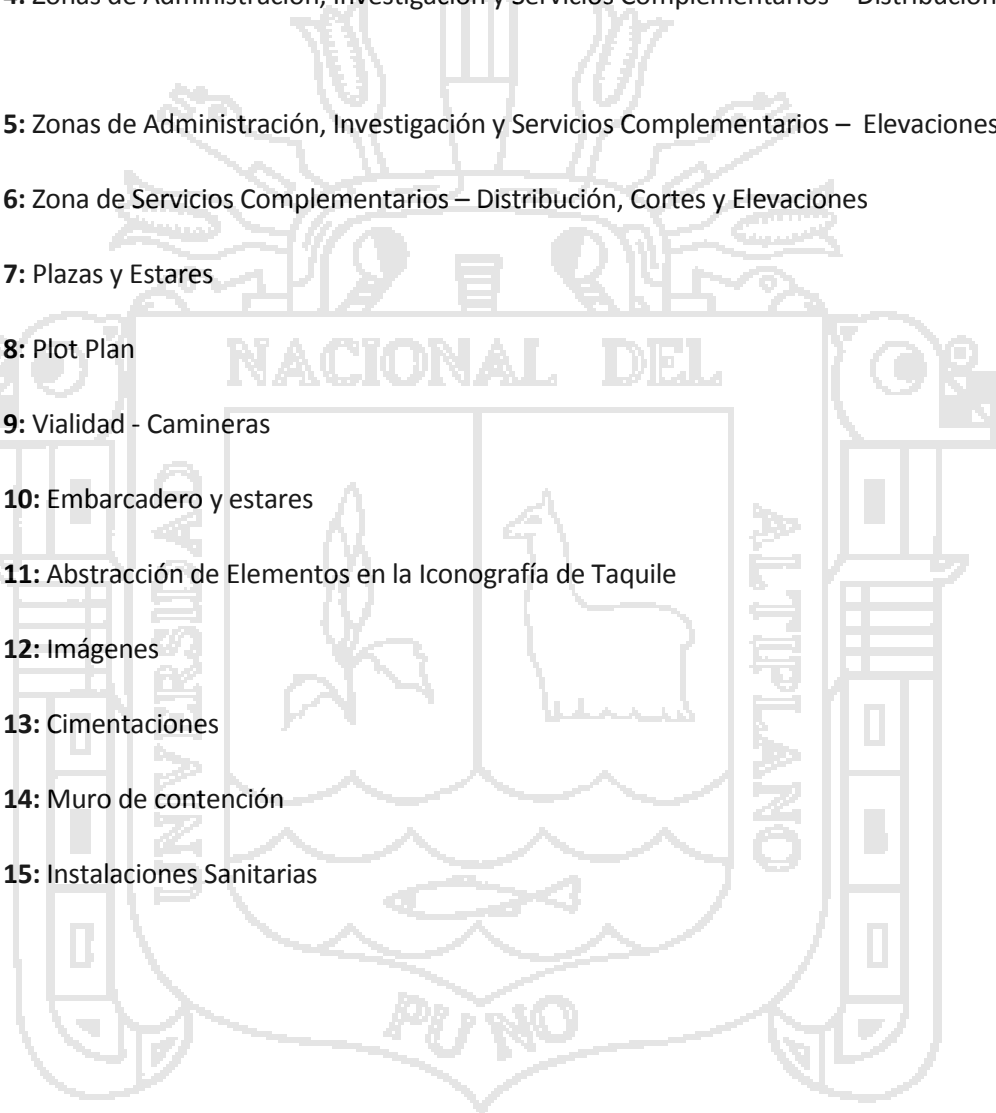 4: Zonas de Administración, Investigación y Servicios Complementarios – Distribución
5: Zonas de Administración, Investigación y Servicios Complementarios – Elevaciones
6: Zona de Servicios Complementarios – Distribución, Cortes y Elevaciones
7: Plazas y Estares
8: Plot Plan
NACIONAL DEL
9: Vialidad - Camineras
10: Embarcadero y estares
11: Abstracción de Elementos en la Iconografía de Taquile
12: Imágenes
13: Cimentaciones
14: Muro de contención
15: Instalaciones Sanitarias
UNIVERSIDAD
ALTIPLANO
PUNO